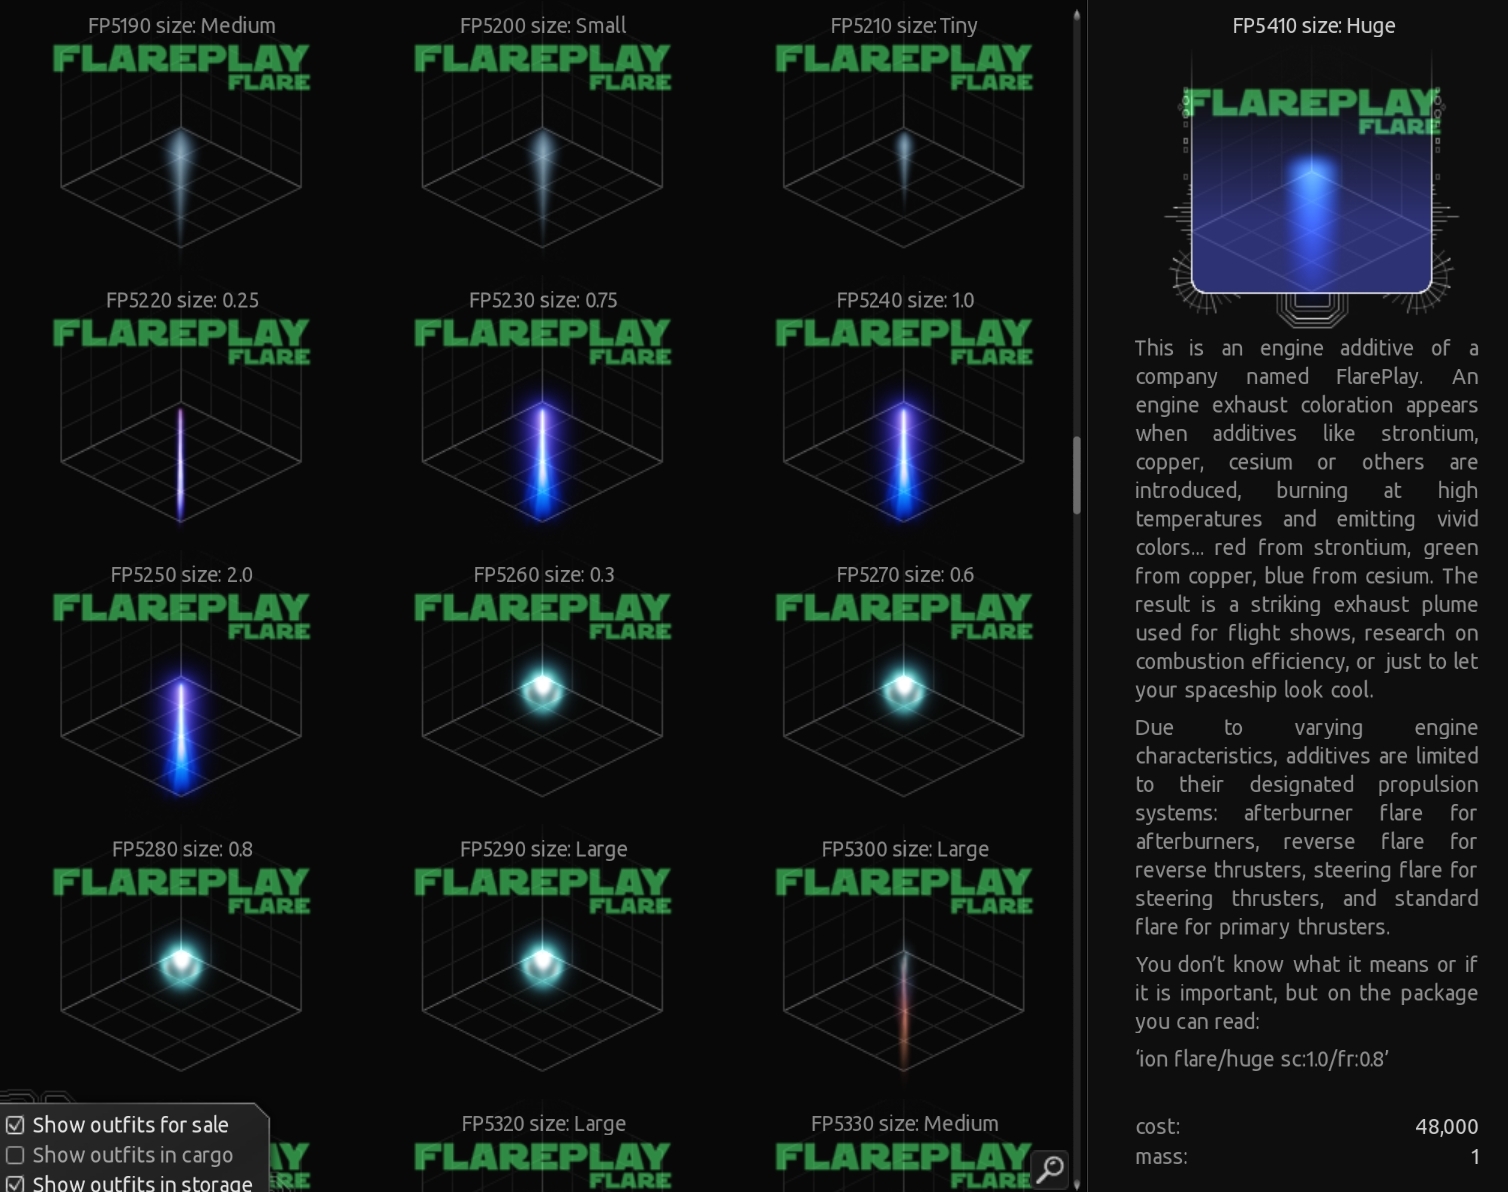 FP5190 size: Medium
FP5200 size: Small
FP5210 size: Tiny
FLAREPLAY
FLARE
FLAREPLAY
FLARE
FLAREPLAY
FLARE
FP5220 size: 0.25
FP5230 size: 0.75
FP5240 size: 1.0
FLAREPLAY
FLARE
FLAREPLAY
FLARE
FLAREPLAY
FLARE
FP5250 size: 2.0
FP5260 size: 0.3
FP5270 size: 0.6
FLAREPLAY
FLARE
FLAREPLAY
FLARE
FLAREPLAY
FLARE
FP5280 size: 0.8
FP5290 size: Large
FP5300 size: Large
FLAREPLAY
FLARE
FLAREPLAY
FLARE
FLAREPLAY
FLARE
FP5320 size: Large
FP5330 size: Medium
FLAREPLAY
FLAREPLAY
Show outfits for sale
Show outfits in cargo
Show outfits in storage
FP5410 size: Huge
FLAREPLAY
FLARE
This is an engine additive of a
company named FlarePlay. An
engine exhaust coloration appears
when additives like strontium,
copper, cesium or others are
introduced, burning at high
temperatures and emitting vivid
colors... red from strontium, green
from copper, blue from cesium. The
result is a striking exhaust plume
used for flight shows, research on
combustion efficiency, or just to let
your spaceship look cool.
Due to varying engine
characteristics, additives are limited
to their designated propulsion
systems: afterburner flare for
afterburners, reverse flare for
reverse thrusters, steering flare for
steering thrusters, and standard
flare for primary thrusters.
You don’t know what it means or if
it is important, but on the package
you can read:
‘ion flare/huge sc:1.0/fr:0.8’
cost: 48,000
mass: 1